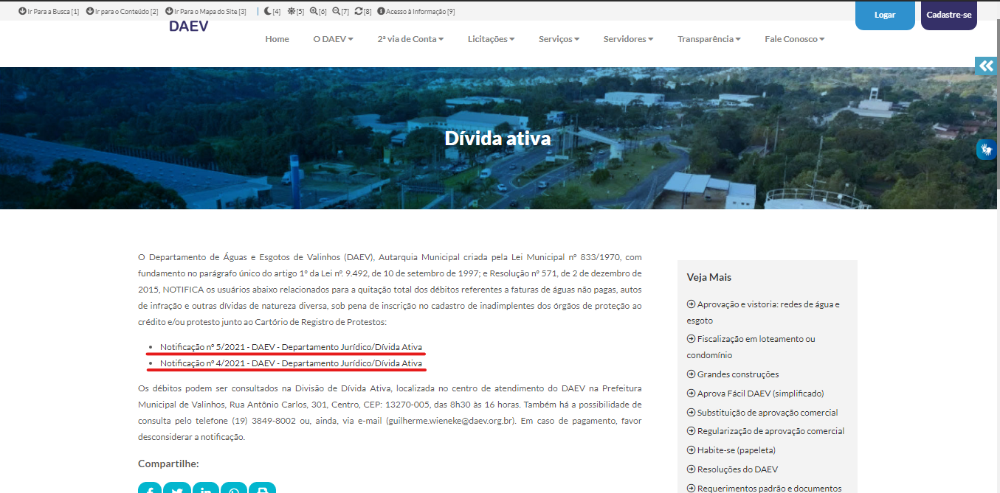 Ir Para a Busca [1] Ir para o Conteúdo [2] Ir Para o Mapa do Site [3] | [4] [5] [6] [7] [8] Acesso à Informação [9]
Logar
Cadastre-se
DAEV
Home O DAEV 2ª via de Conta Licitações Serviços Servidores Transparência Fale Conosco
Dívida ativa
O Departamento de Águas e Esgotos de Valinhos (DAEV), Autarquia Municipal criada pela Lei Municipal nº 833/1970, com
fundamento no parágrafo único do artigo 1º da Lei nº. 9.492, de 10 de setembro de 1997; e Resolução nº 571, de 2 de dezembro de
2015, NOTIFICA os usuários abaixo relacionados para a quitação total dos débitos referentes a faturas de águas não pagas, autos
de infração e outras dívidas de natureza diversa, sob pena de inscrição no cadastro de inadimplentes dos órgãos de proteção ao
crédito e/ou protesto junto ao Cartório de Registro de Protestos:
• Notificação nº 5/2021 - DAEV - Departamento Jurídico/Dívida Ativa
• Notificação nº 4/2021 - DAEV - Departamento Jurídico/Dívida Ativa
Os débitos podem ser consultados na Divisão de Dívida Ativa, localizada no centro de atendimento do DAEV na Prefeitura
Municipal de Valinhos, Rua Antônio Carlos, 301, Centro, CEP: 13270-005, das 8h30 às 16 horas. Também há a possibilidade de
consulta pelo telefone (19) 3849-8002 ou, ainda, via e-mail (guilherme.wieneke@daev.org.br). Em caso de pagamento, favor
desconsiderar a notificação.
Compartilhe:
Veja Mais
Aprovação e vistoria: redes de água e
esgoto
Fiscalização em loteamento ou
condomínio
Grandes construções
Aprova Fácil DAEV (simplificado)
Substituição de aprovação comercial
Regularização de aprovação comercial
Habite-se (papeleta)
Resoluções do DAEV
Requerimentos padrão e documentos